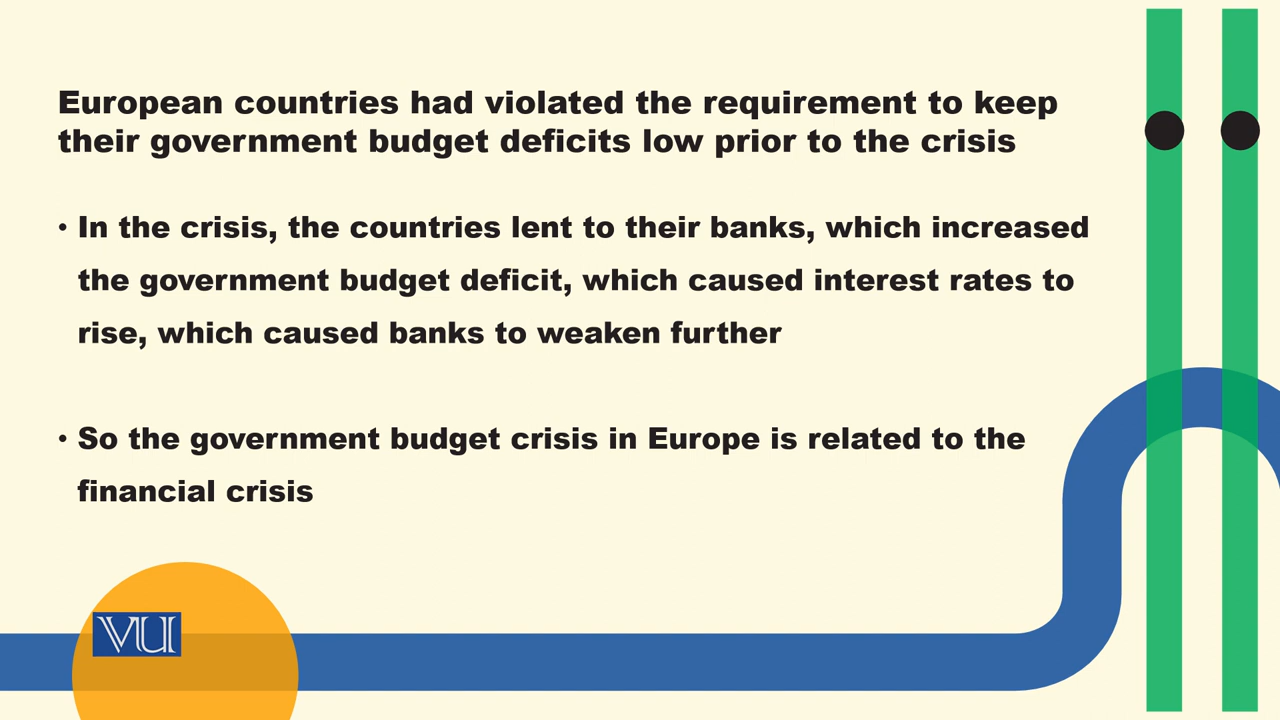 European countries had violated the requirement to keep
their government budget deficits low prior to the crisis
• In the crisis, the countries lent to their banks, which increased
the government budget deficit, which caused interest rates to
rise, which caused banks to weaken further
• So the government budget crisis in Europe is related to the
financial crisis
VU